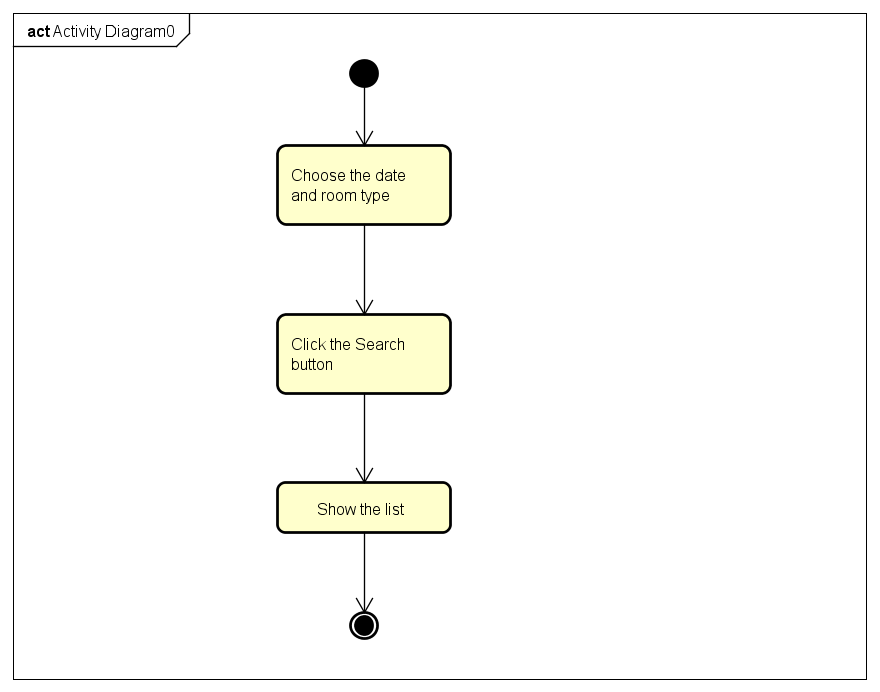 act Activity Diagram0
Choose the date
and room type
Click the Search
button
Show the list